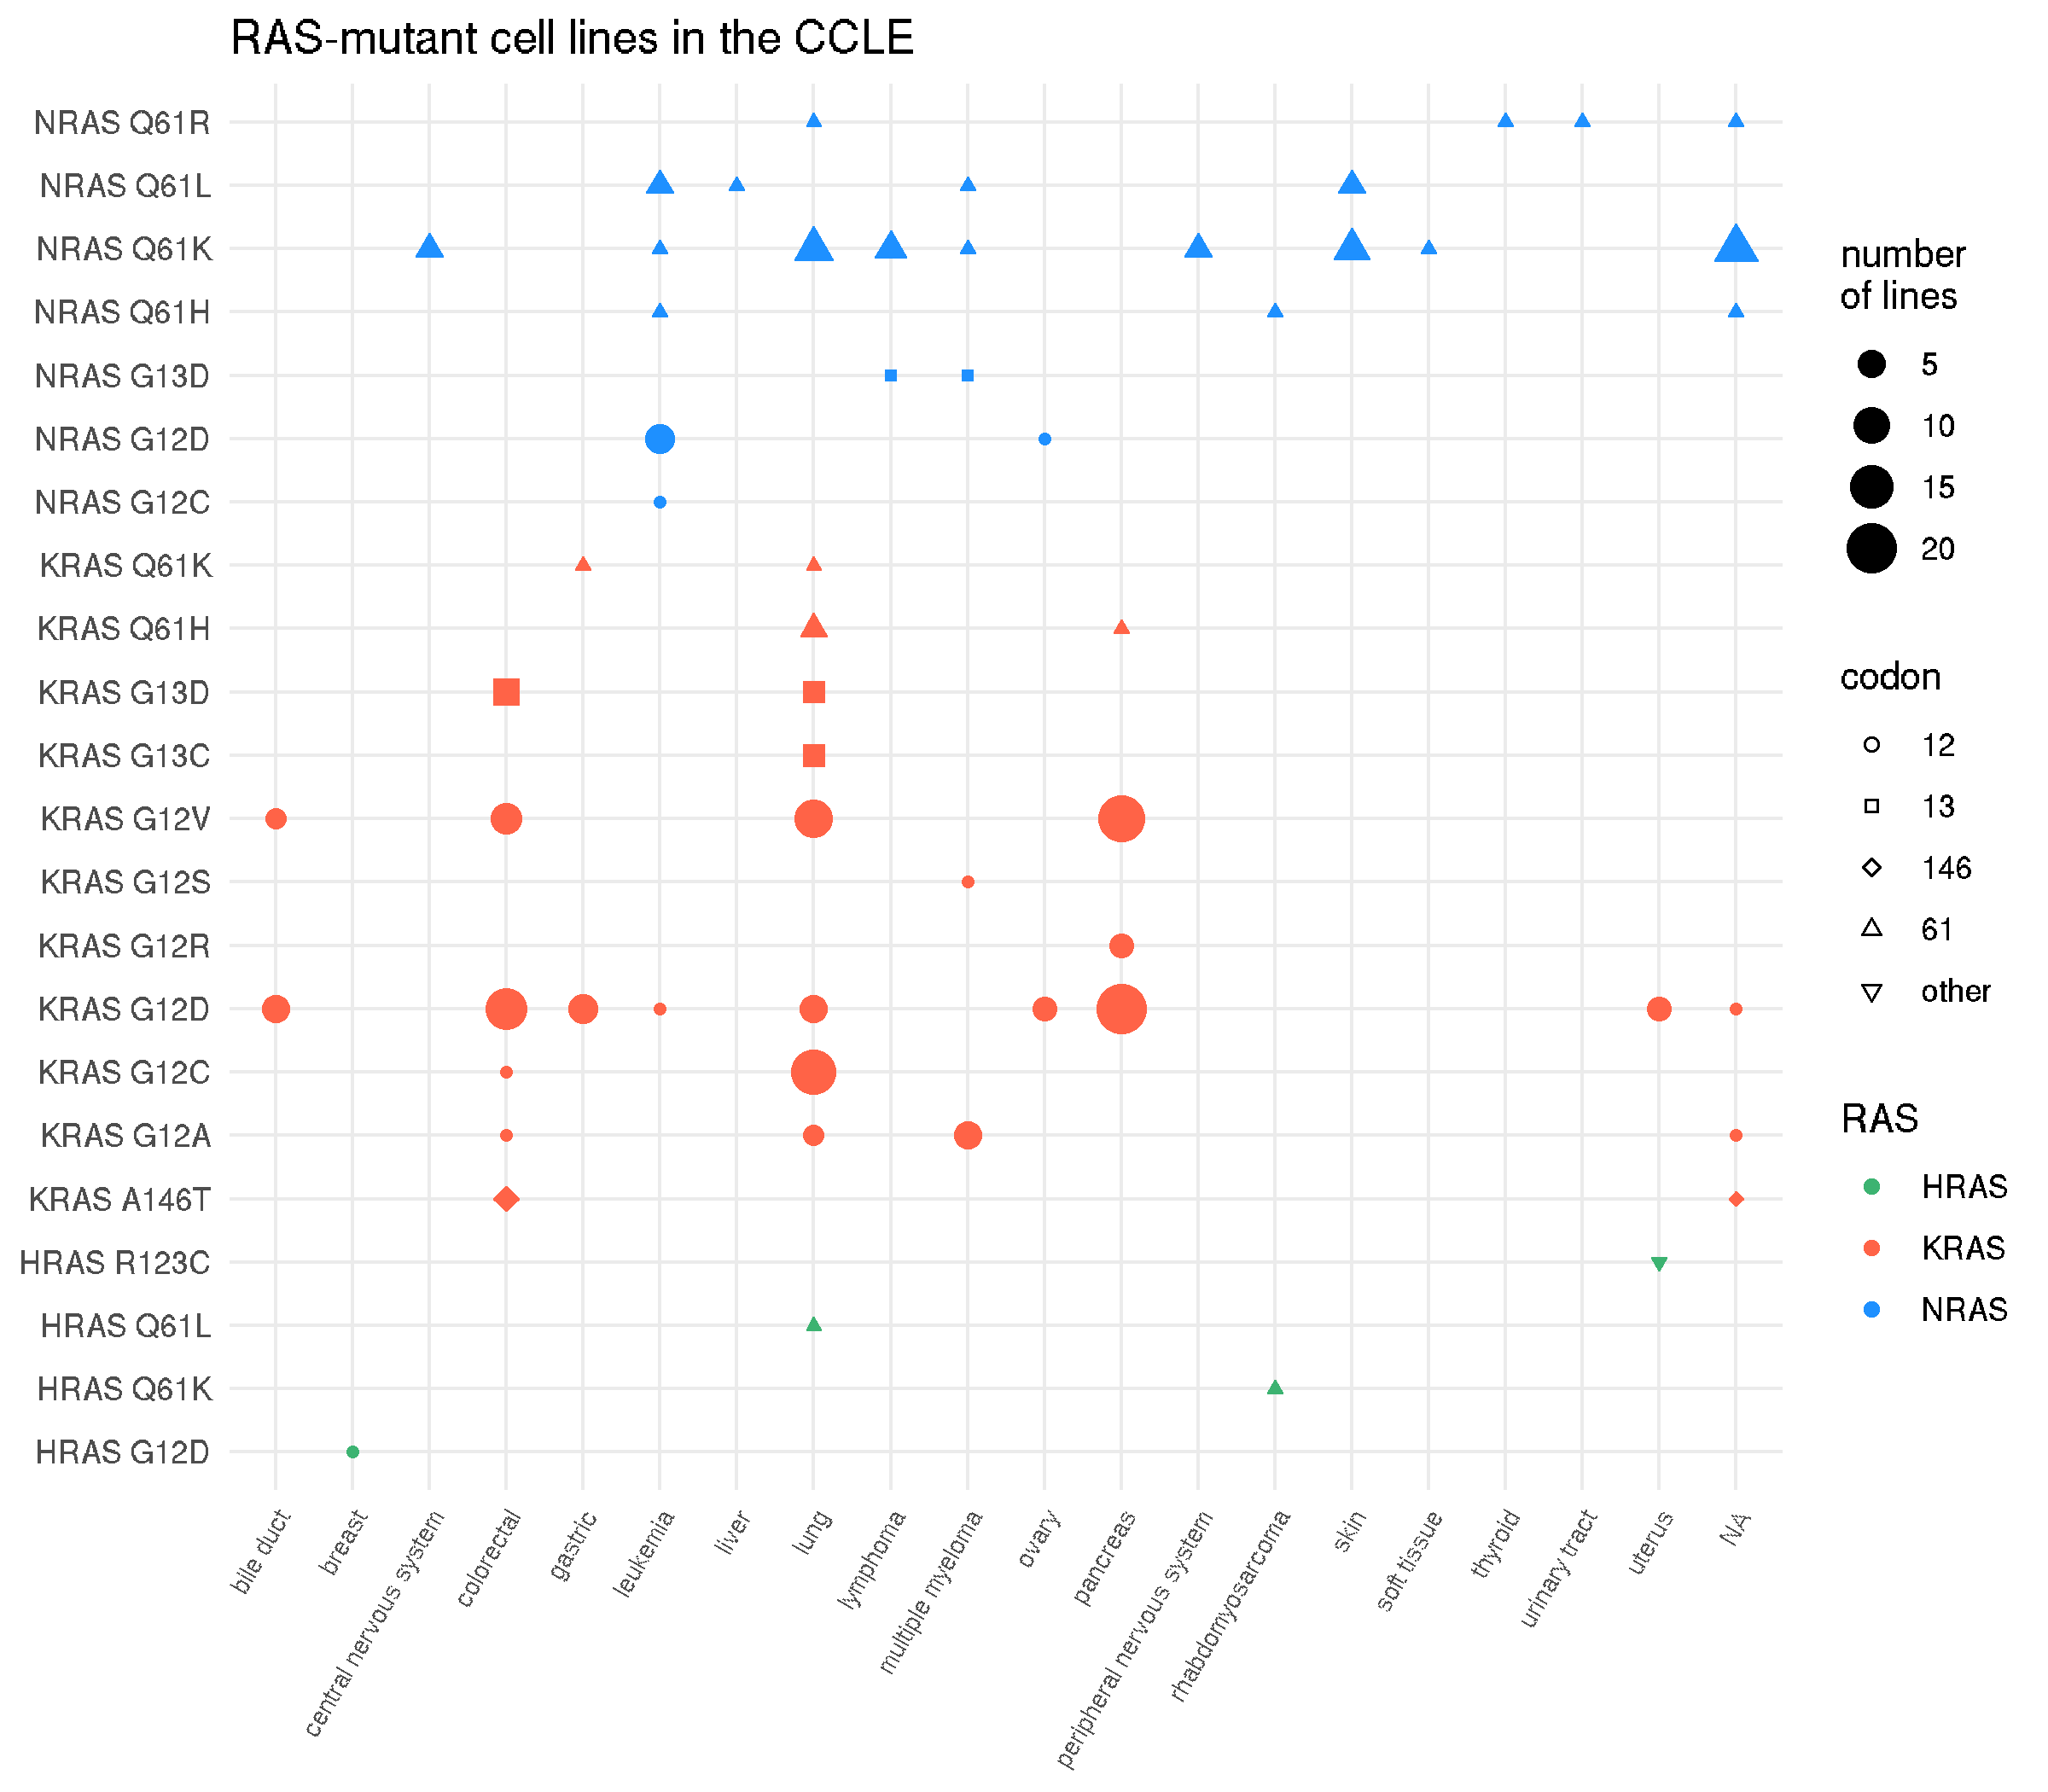 RAS-mutant cell lines in the CCLE
NRAS Q61R
NRAS Q61L
NRAS Q61K
NRAS Q61H
NRAS G13D
NRAS G12D
NRAS G12C
KRAS Q61K
KRAS Q61H
KRAS G13D
KRAS G13C
KRAS G12V
KRAS G12S
KRAS G12R
KRAS G12D
KRAS G12C
KRAS G12A
KRAS A146T
HRAS R123C
HRAS Q61L
HRAS Q61K
HRAS G12D
bile duct
breast
central nervous system
colorectal
gastric
leukemia
liver
lung
lymphoma
multiple myeloma
ovary
pancreas
peripheral nervous system
rhabdomyosarcoma
skin
soft tissue
thyroid
urinary tract
uterus
NA
number
of lines
5
10
15
20
codon
12
13
146
61
other
RAS
HRAS
KRAS
NRAS